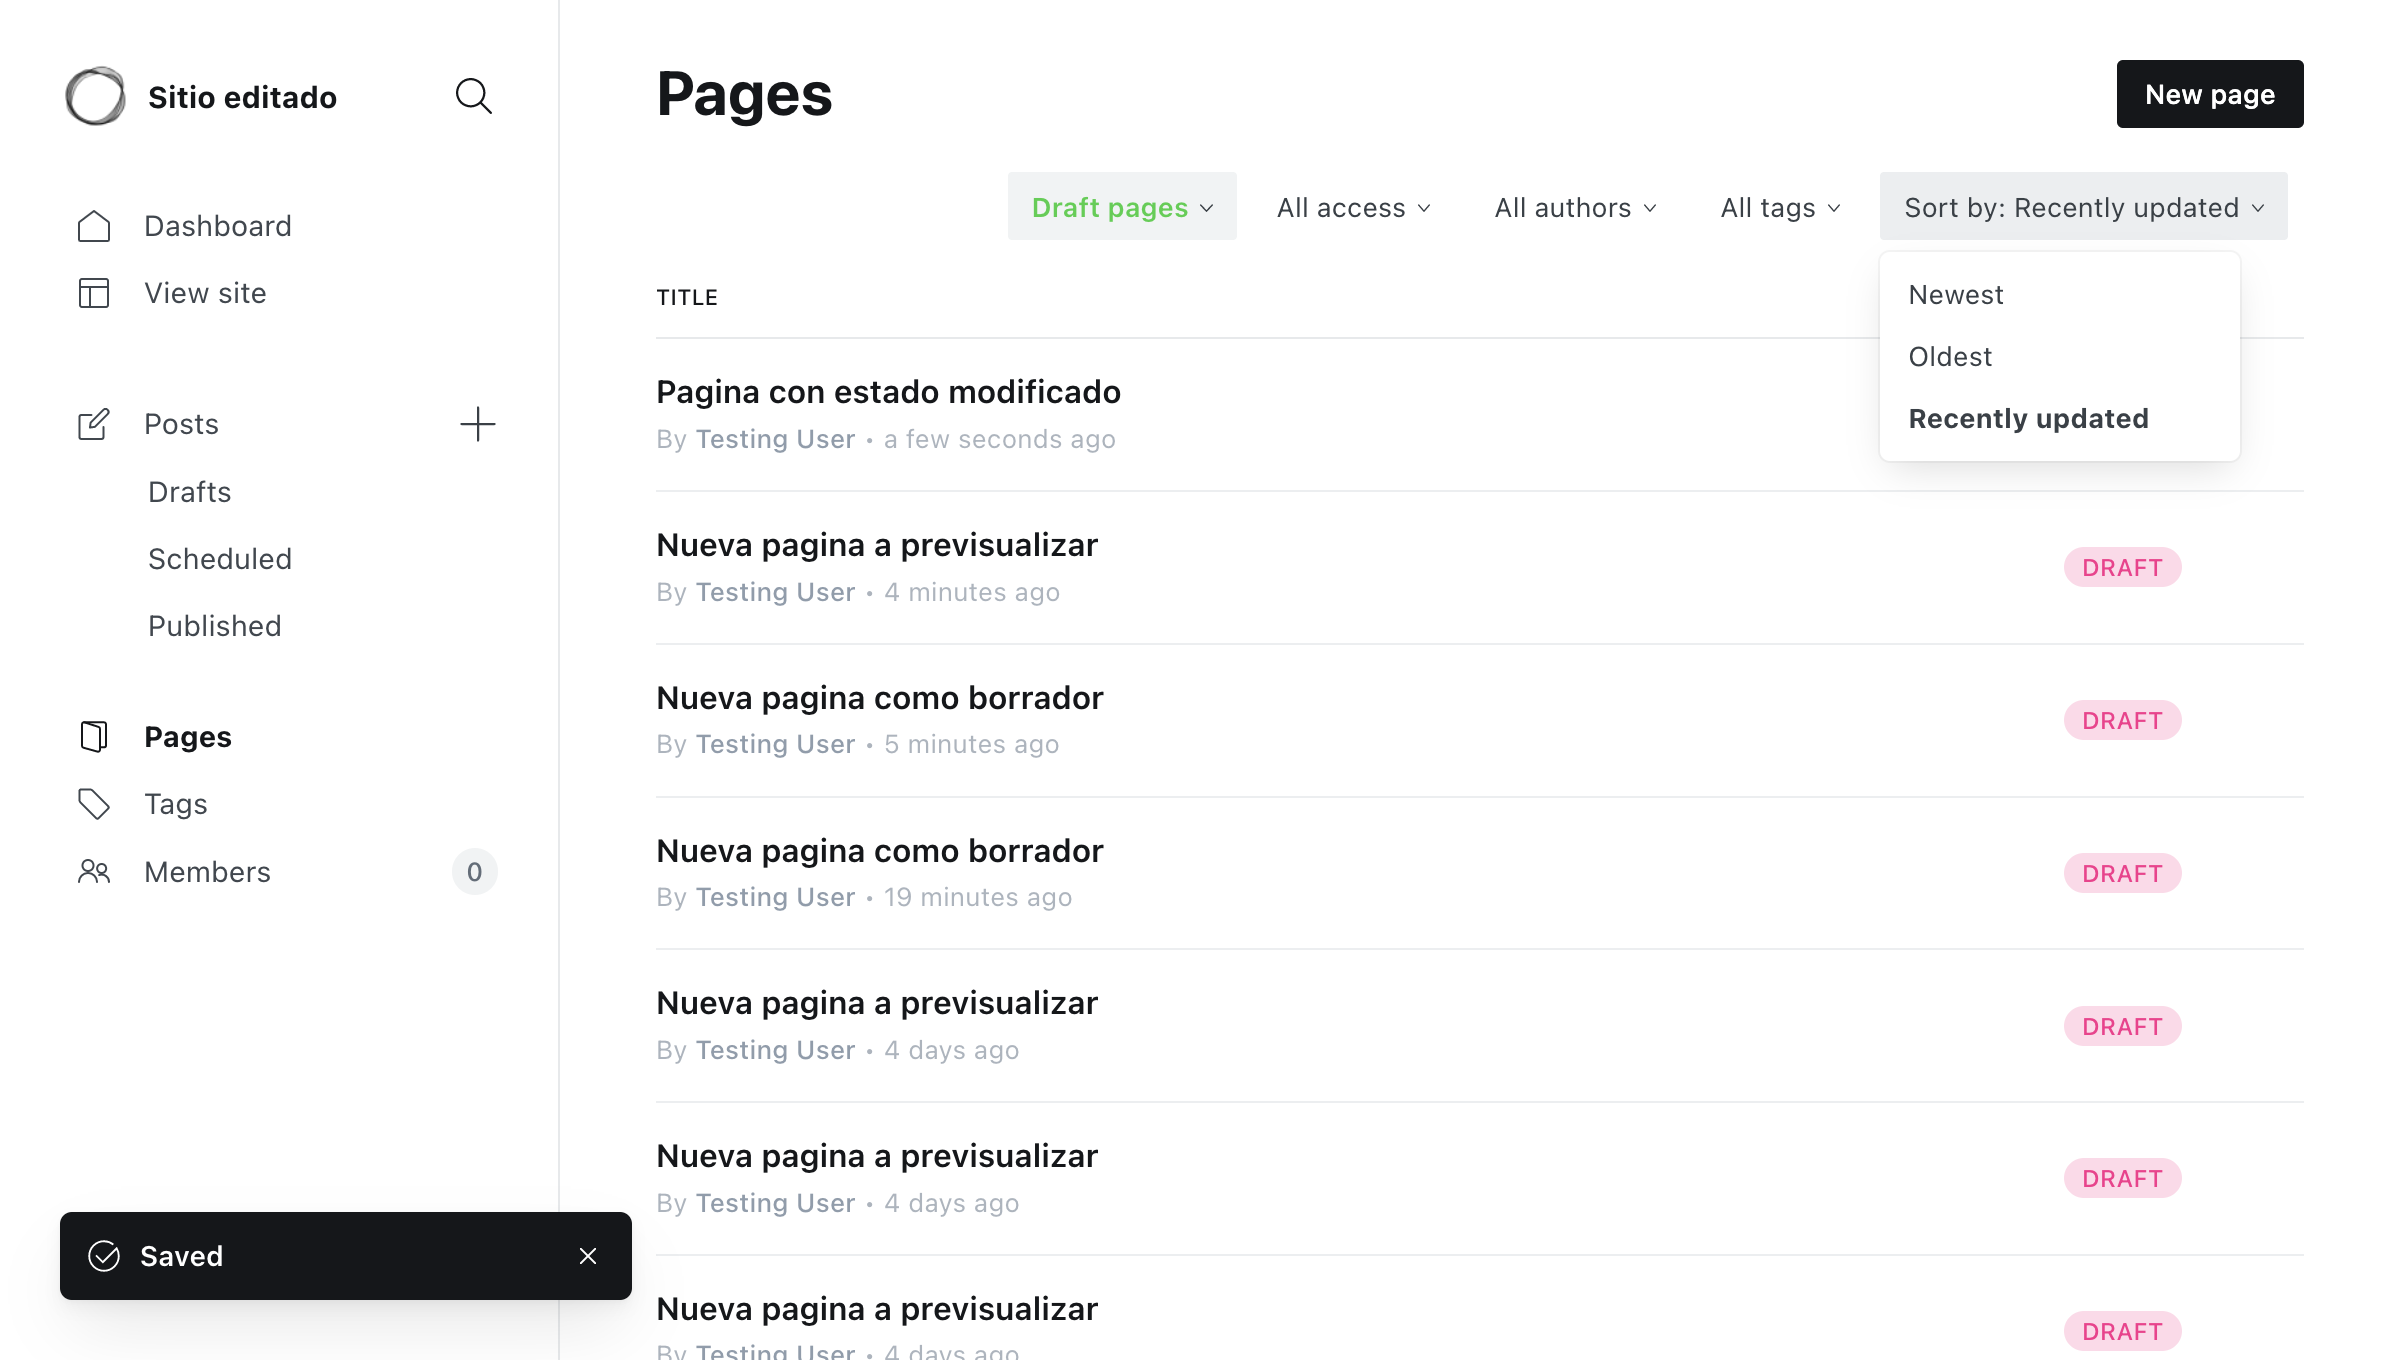 Sitio editado
Dashboard
View site
Posts
Drafts
Scheduled
Published
Pages
Tags
Members
0
Saved
Pages
New page
Draft pages
All access
All authors
All tags
Sort by: Recently updated
Newest
Oldest
Recently updated
TITLE
Pagina con estado modificado
By Testing User • a few seconds ago
Nueva pagina a previsualizar
By Testing User • 4 minutes ago
DRAFT
Nueva pagina como borrador
By Testing User • 5 minutes ago
DRAFT
Nueva pagina como borrador
By Testing User • 19 minutes ago
DRAFT
Nueva pagina a previsualizar
By Testing User • 4 days ago
DRAFT
Nueva pagina a previsualizar
By Testing User • 4 days ago
DRAFT
Nueva pagina a previsualizar
By Testing User • 4 days ago
DRAFT